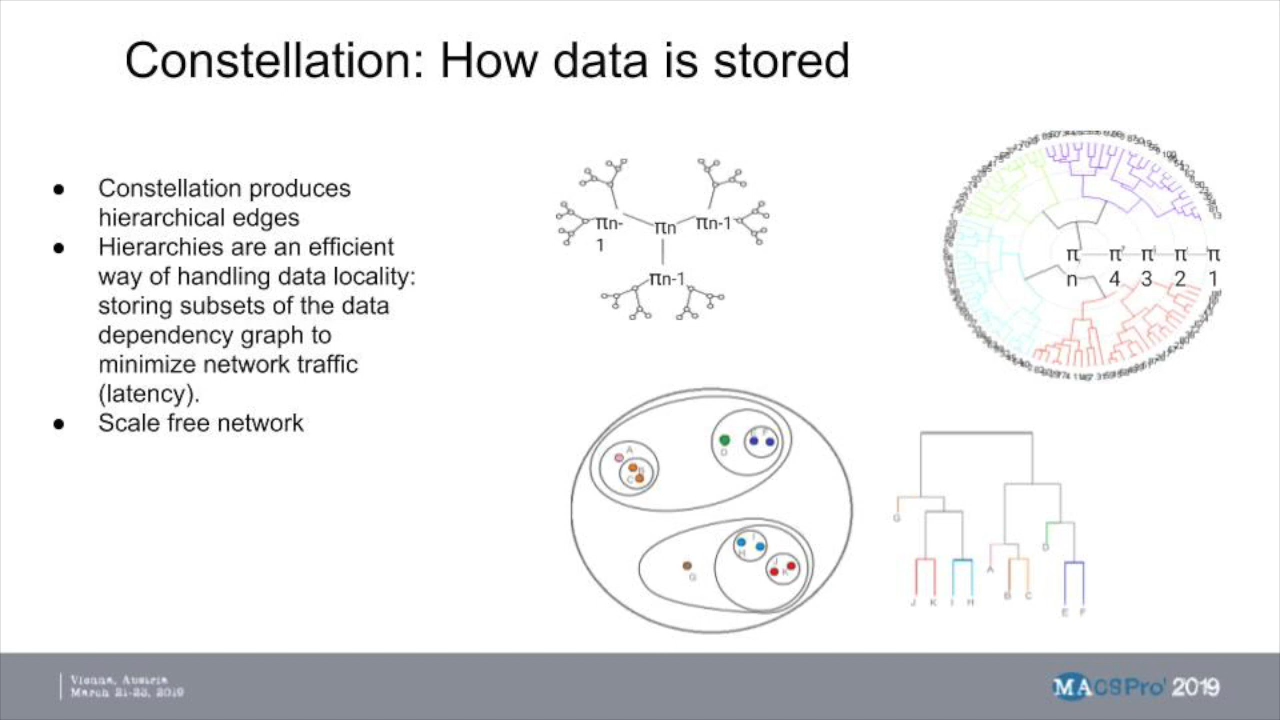 Constellation: How data is stored
● Constellation produces
hierarchical edges
● Hierarchies are an efficient
way of handling data locality:
storing subsets of the data
dependency graph to
minimize network traffic
(latency).
● Scale free network
πn-
1
πn
πn-1
πn-1
π π π π π
n 4 3 2 1
A
B
C
D
E F
H
I
J
K
G
G
J K I H
A
B C
D
E F
Vienna, Austria
March 21-23, 2019
MACSPro' 2019